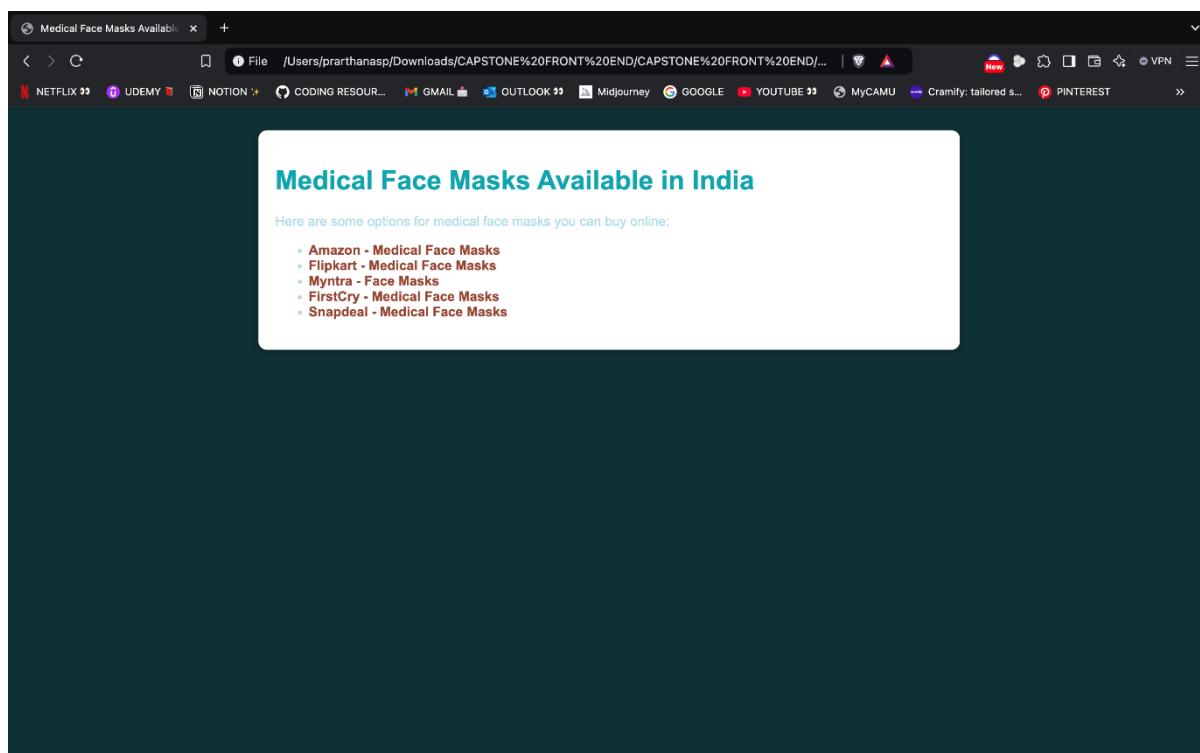 Medical Face Masks Available
File /Users/prarthanasp/Downloads/CAPSTONE%20FRONT%20END/CAPSTONE%20FRONT%20END/...
New
VPN
NETFLIX 👀 UDEMY NOTION ✨ CODING RESOUR... GMAIL 📩 OUTLOOK 👀 Midjourney GOOGLE YOUTUBE 👀 MyCAMU Cramify: tailored s... PINTEREST »
Medical Face Masks Available in India
Here are some options for medical face masks you can buy online:
• Amazon - Medical Face Masks
• Flipkart - Medical Face Masks
• Myntra - Face Masks
• FirstCry - Medical Face Masks
• Snapdeal - Medical Face Masks